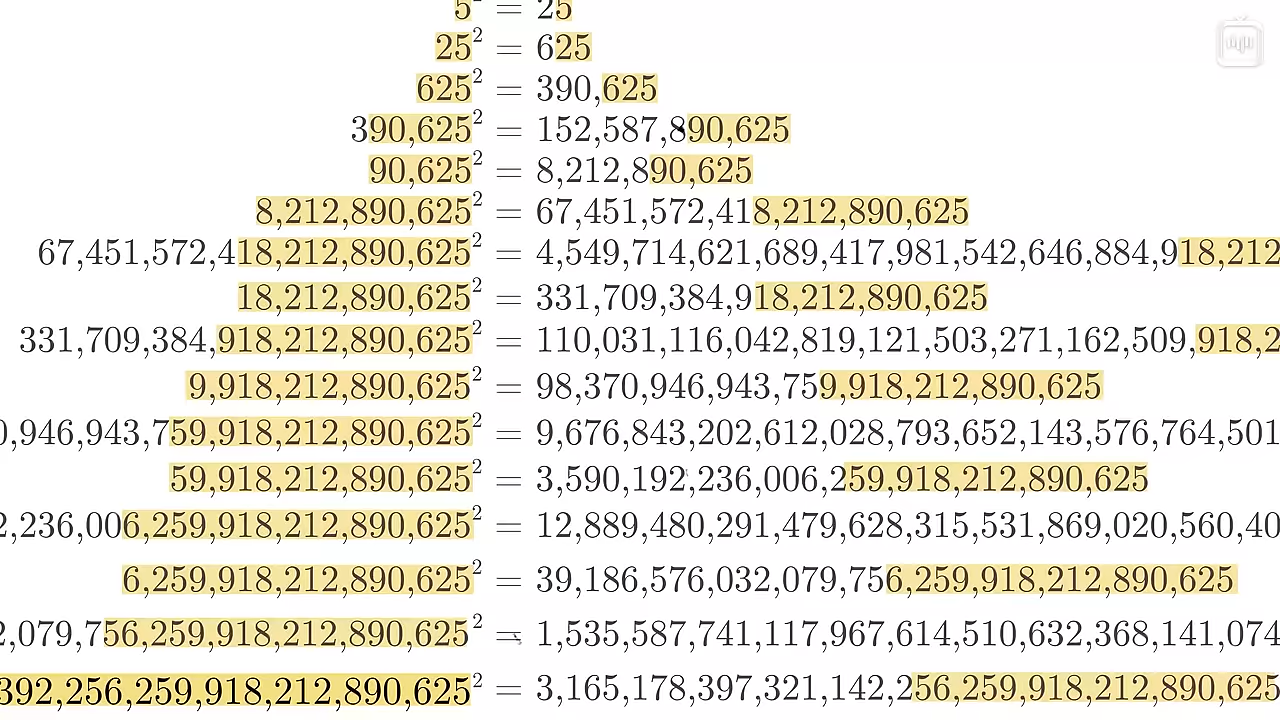 5² = 25
25² = 625
625² = 390,625
390,625² = 152,587,890,625
90,625² = 8,212,890,625
8,212,890,625² = 67,451,572,418,212,890,625
67,451,572,418,212,890,625² = 4,549,714,621,689,417,981,542,646,884,918,212
18,212,890,625² = 331,709,384,918,212,890,625
331,709,384,918,212,890,625² = 110,031,116,042,819,121,503,271,162,509,918,2
9,918,212,890,625² = 98,370,946,943,759,918,212,890,625
0,946,943,759,918,212,890,625² = 9,676,843,202,612,028,793,652,143,576,764,501
59,918,212,890,625² = 3,590,192,236,006,259,918,212,890,625
2,236,006,259,918,212,890,625² = 12,889,480,291,479,628,315,531,869,020,560,40
6,259,918,212,890,625² = 39,186,576,032,079,756,259,918,212,890,625
2,079,756,259,918,212,890,625² = 1,535,587,741,117,967,614,510,632,368,141,074
392,256,259,918,212,890,625² = 3,165,178,397,321,142,256,259,918,212,890,625